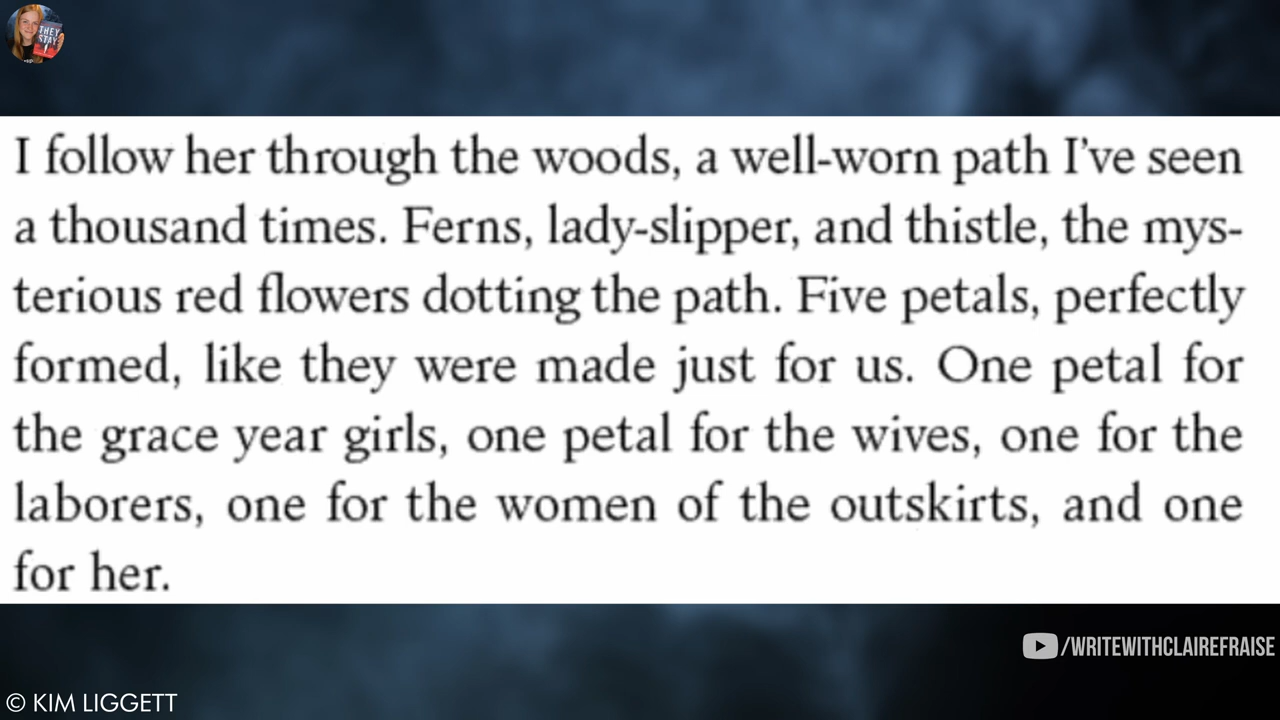 I follow her through the woods, a well-worn path I've seen
a thousand times. Ferns, lady-slipper, and thistle, the mys-
terious red flowers dotting the path. Five petals, perfectly
formed, like they were made just for us. One petal for
the grace year girls, one petal for the wives, one for the
laborers, one for the women of the outskirts, and one
for her.
/WRITEWITHCLAIREFRAISE
© KIM LIGGETT